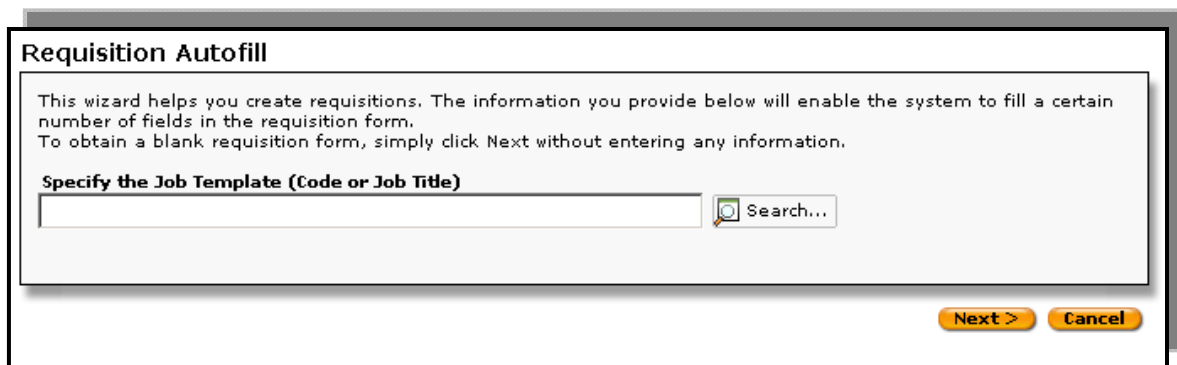 Requisition Autofill
This wizard helps you create requisitions. The information you provide below will enable the system to fill a certain
number of fields in the requisition form.
To obtain a blank requisition form, simply click Next without entering any information.
Specify the Job Template (Code or Job Title)
Search...
Next >
Cancel